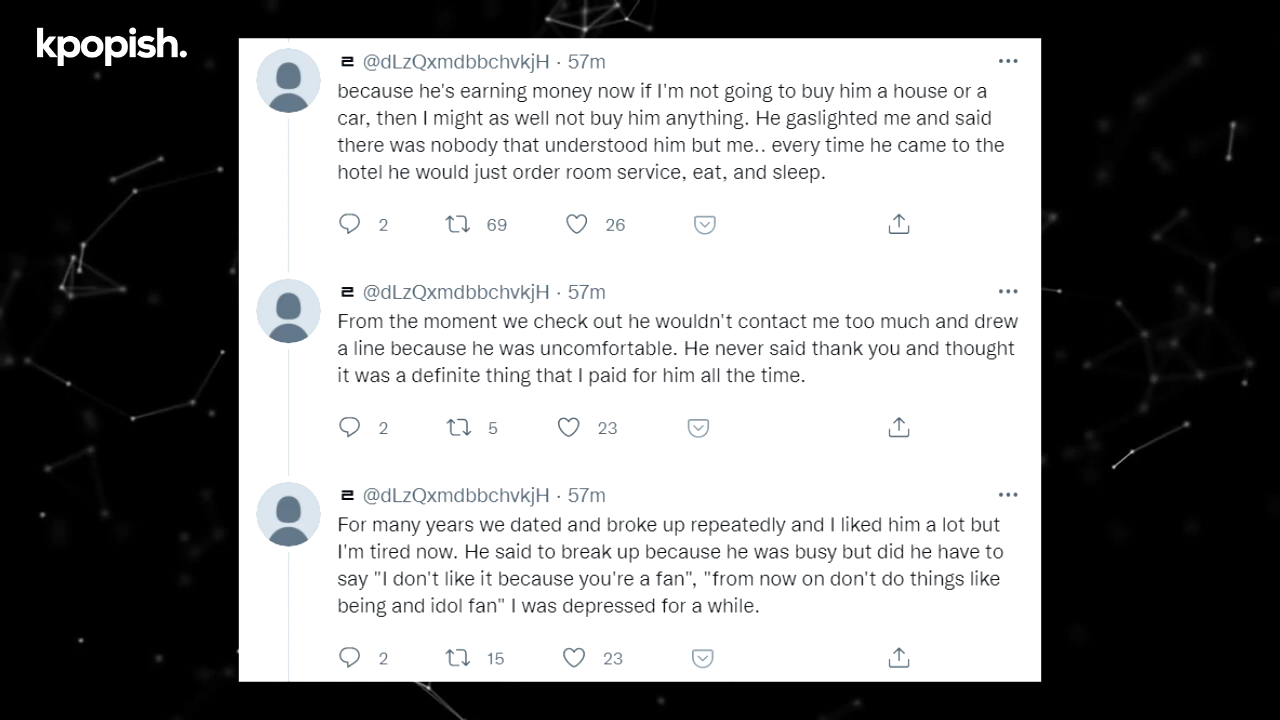 kpopish.
ㄹ @dLzQxmdbbchvkjH · 57m
because he's earning money now if I'm not going to buy him a house or a
car, then I might as well not buy him anything. He gaslighted me and said
there was nobody that understood him but me.. every time he came to the
hotel he would just order room service, eat, and sleep.
2 69 26
ㄹ @dLzQxmdbbchvkjH · 57m
From the moment we check out he wouldn't contact me too much and drew
a line because he was uncomfortable. He never said thank you and thought
it was a definite thing that I paid for him all the time.
2 5 23
ㄹ @dLzQxmdbbchvkjH · 57m
For many years we dated and broke up repeatedly and I liked him a lot but
I'm tired now. He said to break up because he was busy but did he have to
say "I don't like it because you're a fan", "from now on don't do things like
being and idol fan" I was depressed for a while.
2 15 23